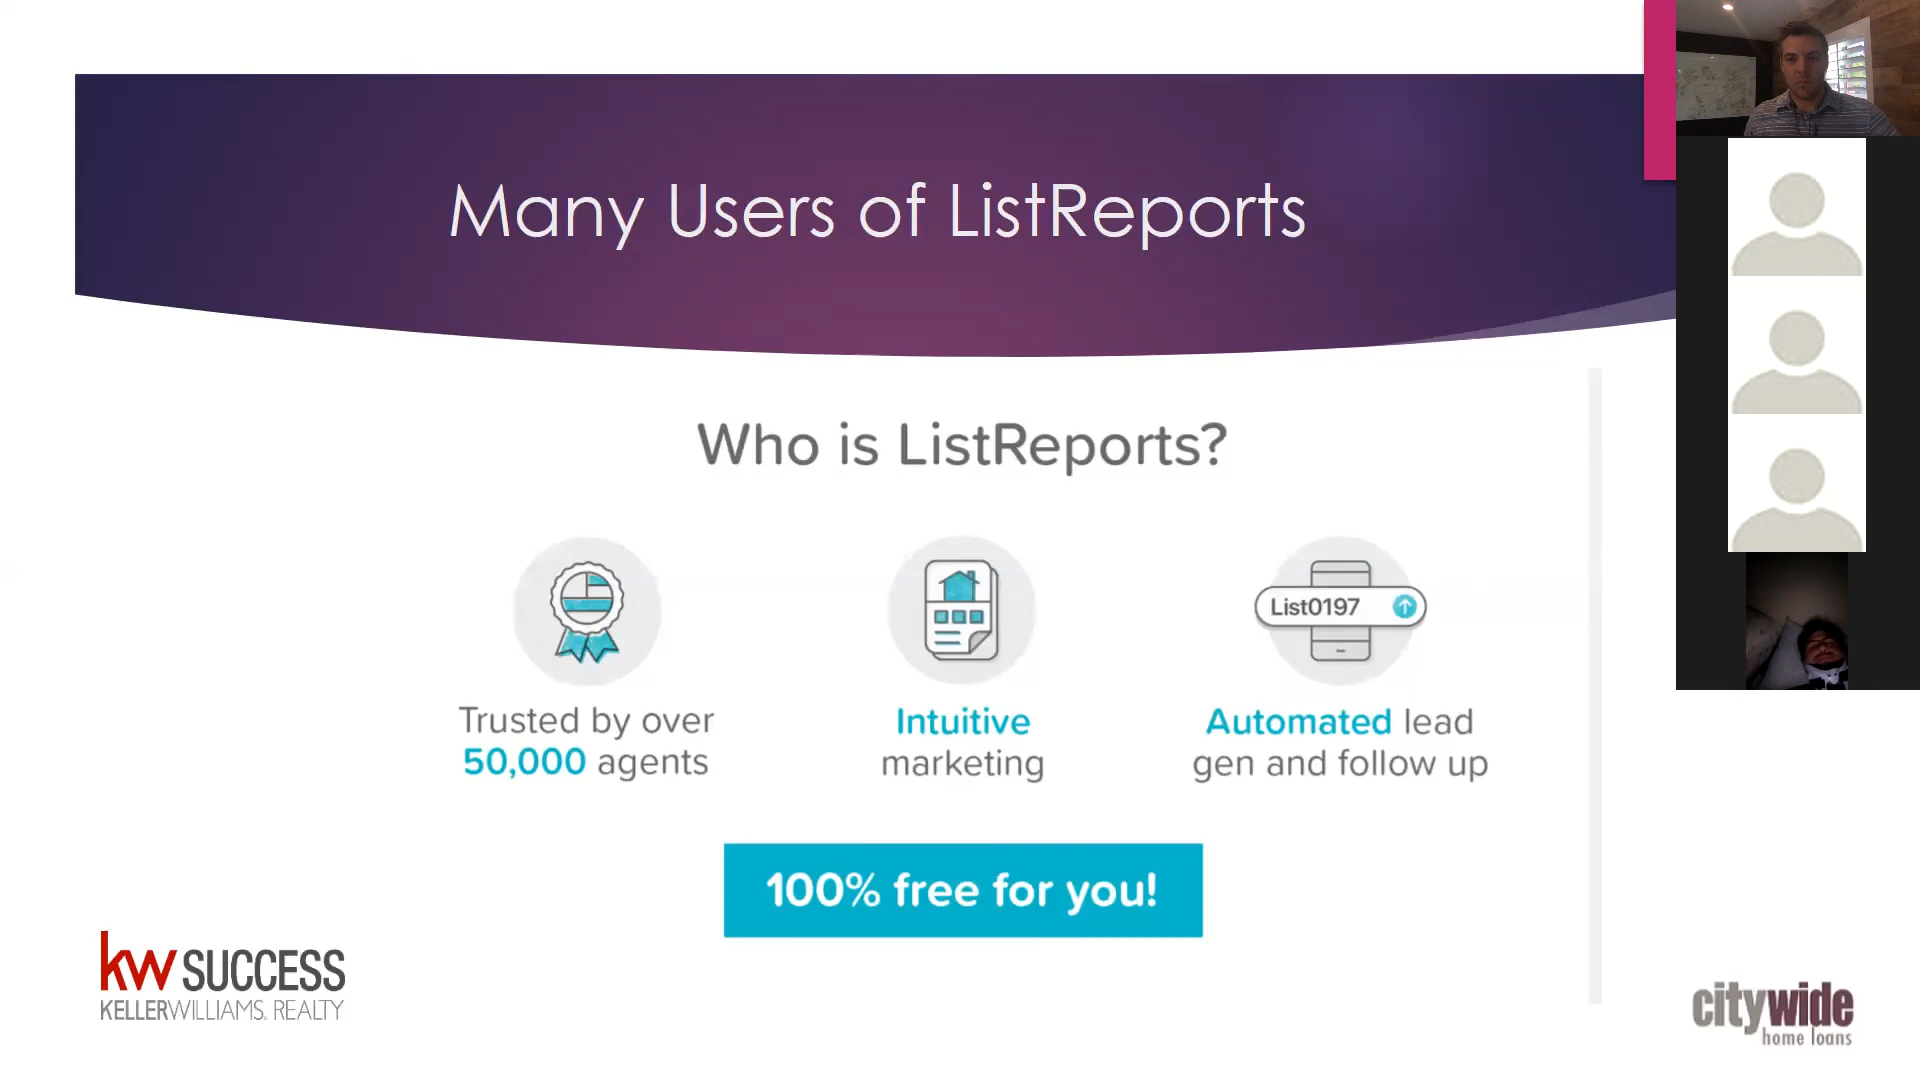 Many Users of ListReports
Who is ListReports?
List0197
Trusted by over
50,000 agents
Intuitive
marketing
Automated lead
gen and follow up
100% free for you!
kw SUCCESS
KELLERWILLIAMS. REALTY
citywide
home loans